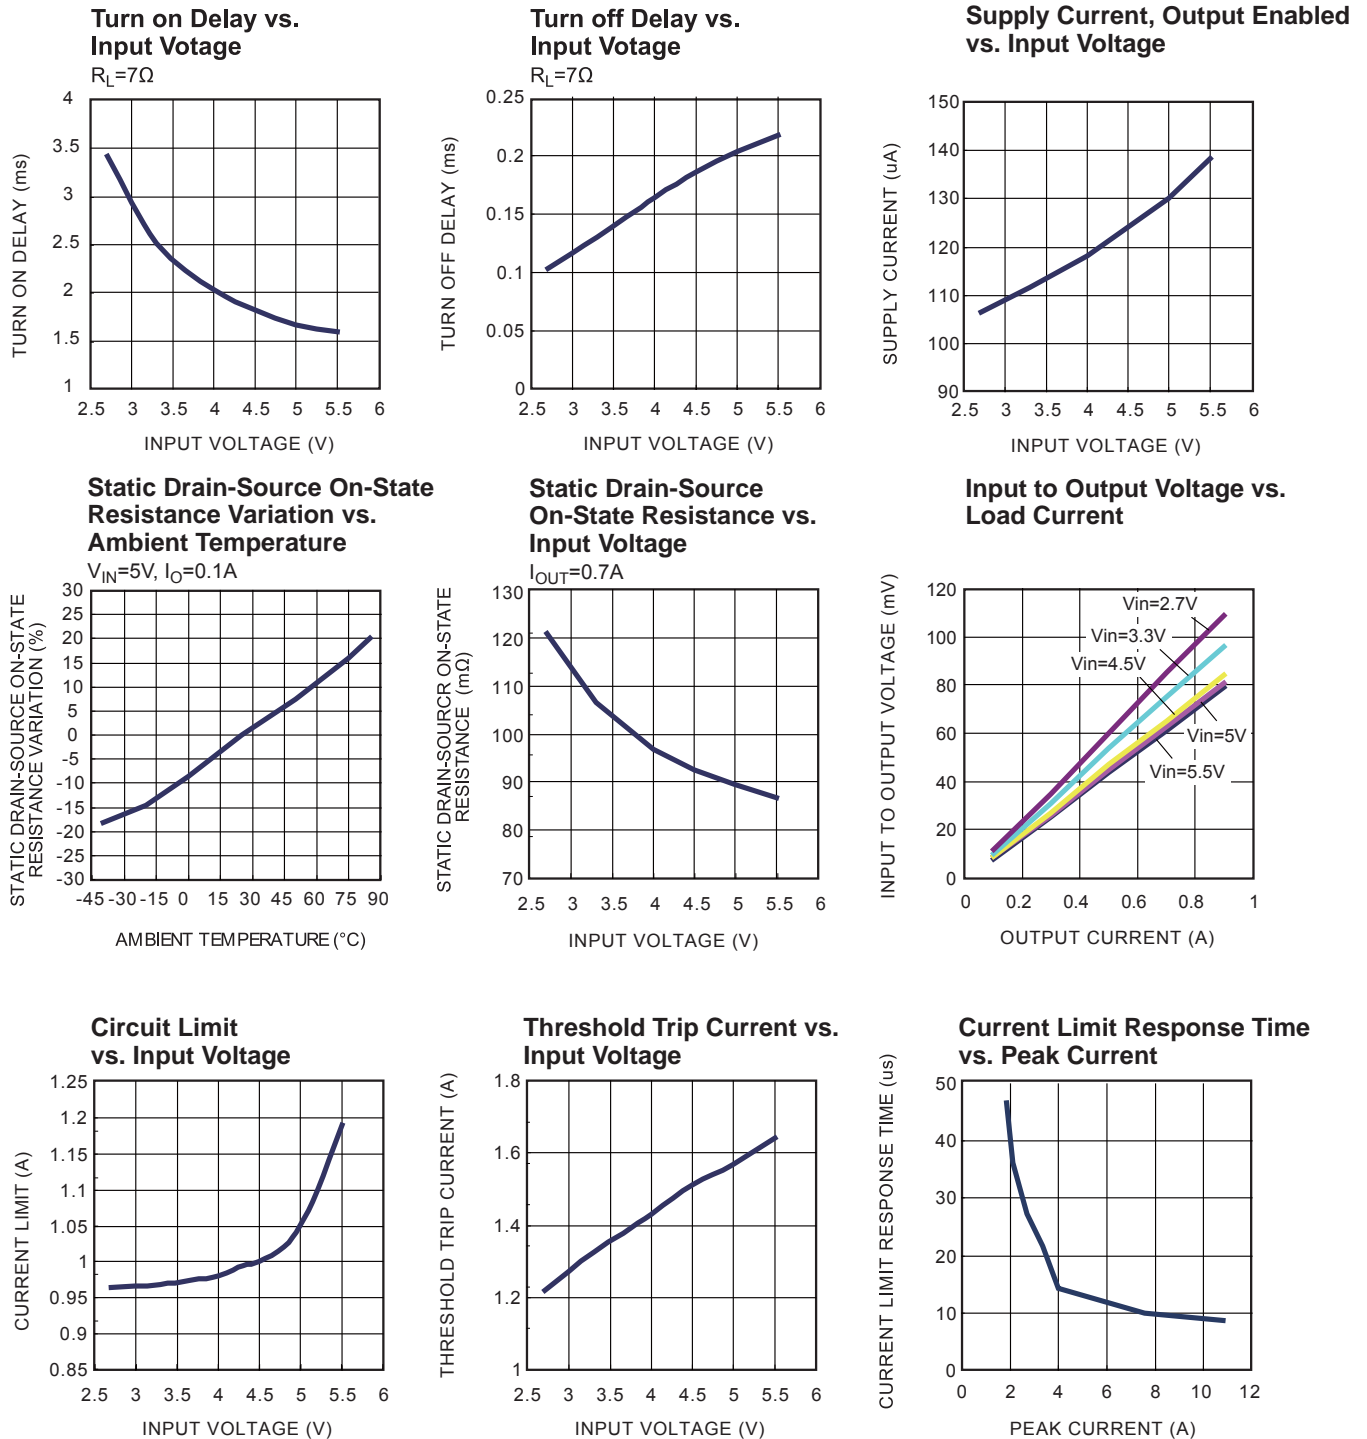 Turn on Delay vs.
Input Votage
R_L=7Ω
4
3.5
3
2.5
2
1.5
1
TURN ON DELAY (ms)
2.5 3 3.5 4 4.5 5 5.5 6
INPUT VOLTAGE (V)
Turn off Delay vs.
Input Votage
R_L=7Ω
0.25
0.2
0.15
0.1
0.05
0
TURN OFF DELAY (ms)
2.5 3 3.5 4 4.5 5 5.5 6
INPUT VOLTAGE (V)
Supply Current, Output Enabled
vs. Input Voltage
150
140
130
120
110
100
90
SUPPLY CURRENT (uA)
2.5 3 3.5 4 4.5 5 5.5 6
INPUT VOLTAGE (V)
Static Drain-Source On-State
Resistance Variation vs.
Ambient Temperature
V_IN=5V, I_O=0.1A
30
25
20
15
10
5
0
-5
-10
-15
-20
-25
-30
STATIC DRAIN-SOURCE ON-STATE
RESISTANCE VARIATION (%)
-45 -30 -15 0 15 30 45 60 75 90
AMBIENT TEMPERATURE (°C)
Static Drain-Source
On-State Resistance vs.
Input Voltage
I_OUT=0.7A
130
120
110
100
90
80
70
STATIC DRAIN-SOURCR ON-STATE
RESISTANCE (mΩ)
2.5 3 3.5 4 4.5 5 5.5 6
INPUT VOLTAGE (V)
Input to Output Voltage vs.
Load Current
120
100
80
60
40
20
0
INPUT TO OUTPUT VOLTAGE (mV)
Vin=2.7V
Vin=3.3V
Vin=4.5V
Vin=5V
Vin=5.5V
0 0.2 0.4 0.6 0.8 1
OUTPUT CURRENT (A)
Circuit Limit
vs. Input Voltage
1.25
1.2
1.15
1.1
1.05
1
0.95
0.9
0.85
CURRENT LIMIT (A)
2.5 3 3.5 4 4.5 5 5.5 6
INPUT VOLTAGE (V)
Threshold Trip Current vs.
Input Voltage
1.8
1.6
1.4
1.2
1
THRESHOLD TRIP CURRENT (A)
2.5 3 3.5 4 4.5 5 5.5 6
INPUT VOLTAGE (V)
Current Limit Response Time
vs. Peak Current
50
40
30
20
10
0
CURRENT LIMIT RESPONSE TIME (us)
0 2 4 6 8 10 12
PEAK CURRENT (A)